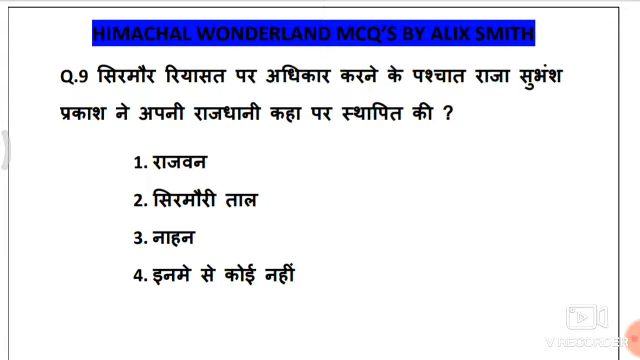 HIMACHAL WONDERLAND MCQ'S BY ALIX SMITH
Q.9 सिरमौर रियासत पर अधिकार करने के पश्चात राजा सुभंश
प्रकाश ने अपनी राजधानी कहा पर स्थापित की ?
1. राजवन
2. सिरमौरी ताल
3. नाहन
4. इनमे से कोई नहीं
V RECORDER